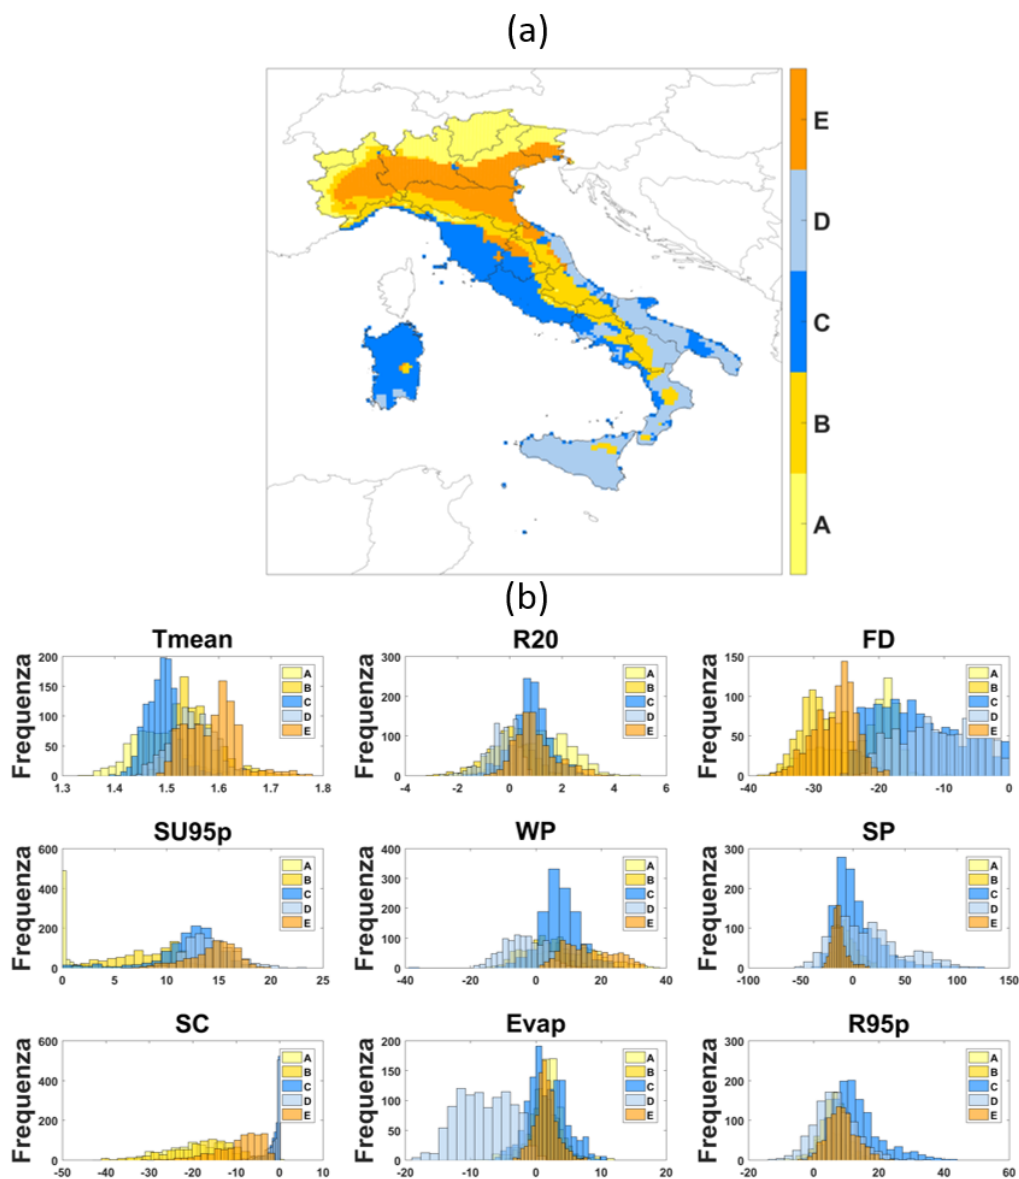 (a)
E
D
C
B
A
(b)
Tmean R20 FD
Frequenza
200
150
100
50
0
1.3 1.4 1.5 1.6 1.7 1.8
A
B
C
D
E
Frequenza
300
200
100
0
-4 -2 0 2 4 6
A
B
C
D
E
Frequenza
150
100
50
0
-40 -30 -20 -10 0
A
B
C
D
E
SU95p WP SP
Frequenza
600
400
200
0
0 5 10 15 20 25
A
B
C
D
E
Frequenza
400
300
200
100
0
-40 -20 0 20 40
A
B
C
D
E
Frequenza
300
200
100
0
-100 -50 0 50 100 150
A
B
C
D
E
SC Evap R95p
Frequenza
600
400
200
0
-50 -40 -30 -20 -10 0 10
A
B
C
D
E
Frequenza
200
150
100
50
0
-20 -10 0 10 20
A
B
C
D
E
Frequenza
300
200
100
0
-20 0 20 40 60
A
B
C
D
E